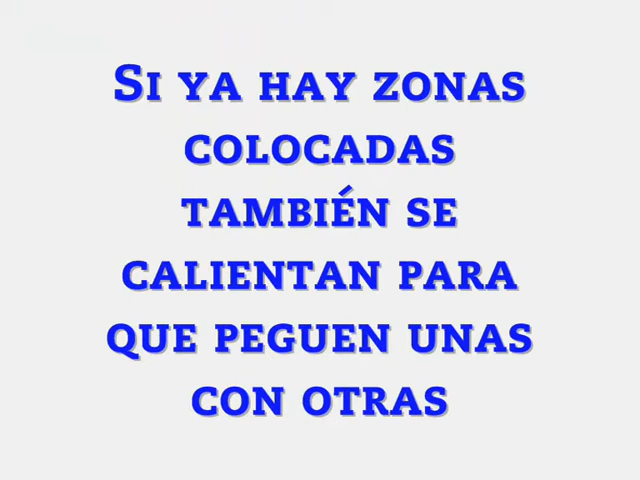 Si ya hay zonas
colocadas
también se
calientan para
que peguen unas
con otras